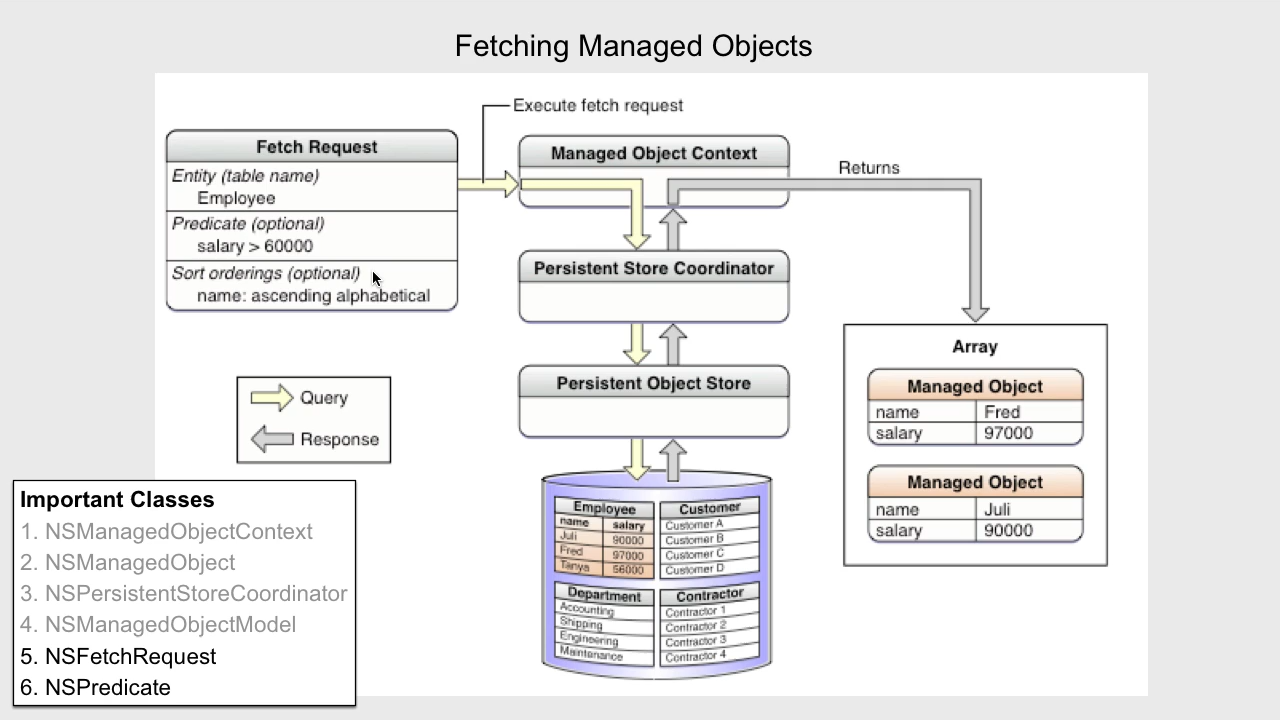 Fetching Managed Objects
Execute fetch request
Fetch Request
Entity (table name)
Employee
Predicate (optional)
salary > 60000
Sort orderings (optional)
name: ascending alphabetical
Managed Object Context
Returns
Persistent Store Coordinator
Persistent Object Store
Query
Response
Array
Managed Object
name Fred
salary 97000
Managed Object
name Juli
salary 90000
Employee
name salary
Juli 90000
Fred 97000
Tanya 56000
Customer
Customer A
Customer B
Customer C
Customer D
Department
Accounting
Shipping
Engineering
Maintenance
Contractor
Contractor 1
Contractor 2
Contractor 3
Contractor 4
Important Classes
1. NSManagedObjectContext
2. NSManagedObject
3. NSPersistentStoreCoordinator
4. NSManagedObjectModel
5. NSFetchRequest
6. NSPredicate